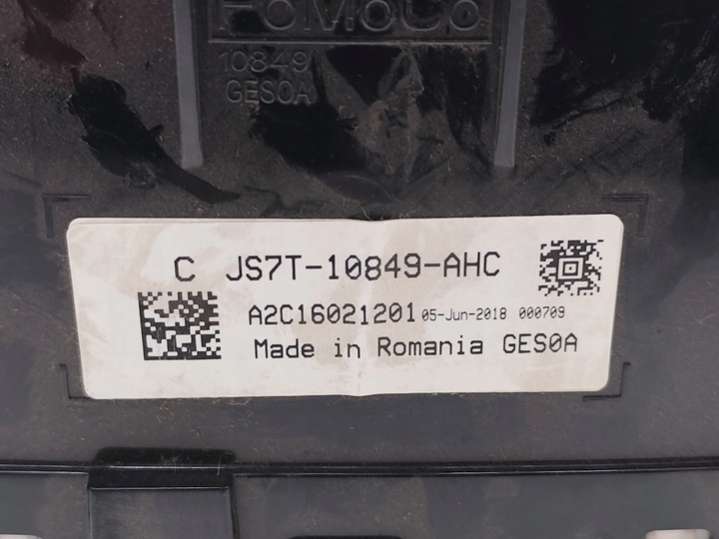 FoMoCo
10849
GES0A
C JS7T-10849-AHC
A2C16021201 05-Jun-2018 000709
Made in Romania GES0A